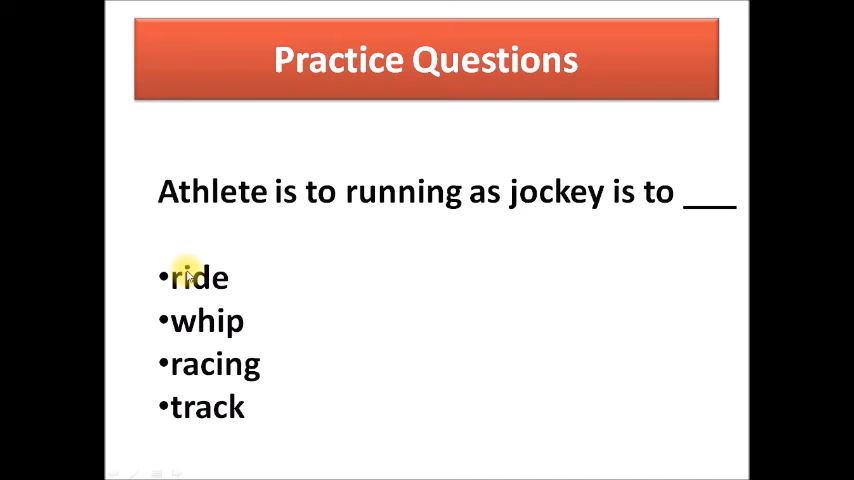 Practice Questions
Athlete is to running as jockey is to ___
•ride
•whip
•racing
•track